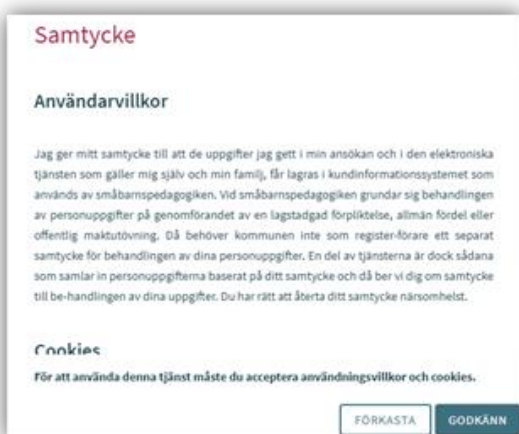 Samtycke
Användarvillkor
Jag ger mitt samtycke till att de uppgifter jag gett i min ansökan och i den elektroniska
tjänsten som gäller mig själv och min familj, får lagras i kundinformationssystemet som
används av småbarnspedagogiken. Vid småbarnspedagogiken grundar sig behandlingen
av personuppgifter på genomförandet av en lagstadgad förpliktelse, allmän fördel eller
offentlig maktutövning. Då behöver kommunen inte som register-förare ett separat
samtycke för behandlingen av dina personuppgifter. En del av tjänsterna är dock sådana
som samlar in personuppgifterna baserat på ditt samtycke och då ber vi dig om samtycke
till be-handlingen av dina uppgifter. Du har rätt att återta ditt samtycke närsomhelst.
Cookies
För att använda denna tjänst måste du acceptera användningsvillkor och cookies.
FÖRKASTA GODKÄNN